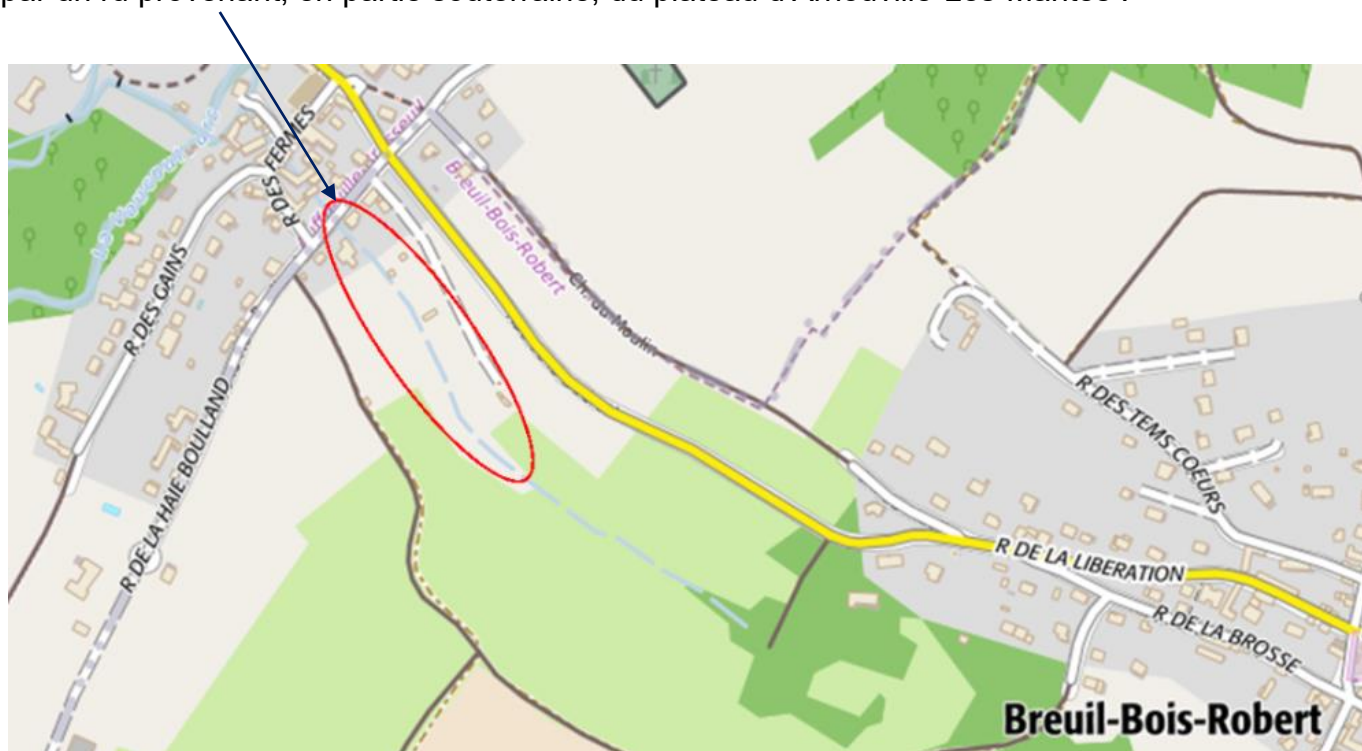 par un ru provenant, en partie souterraine, du plateau d'Arnouville-Les-Mantes :
R DES FERMES
Breuil-Bois-Robert
R DES GAINS
Ch. du Moulin
R DE LA HAIE BOULLAND
R DES TEMS COEURS
R DE LA LIBERATION
R DE LA BROSSE
Breuil-Bois-Robert